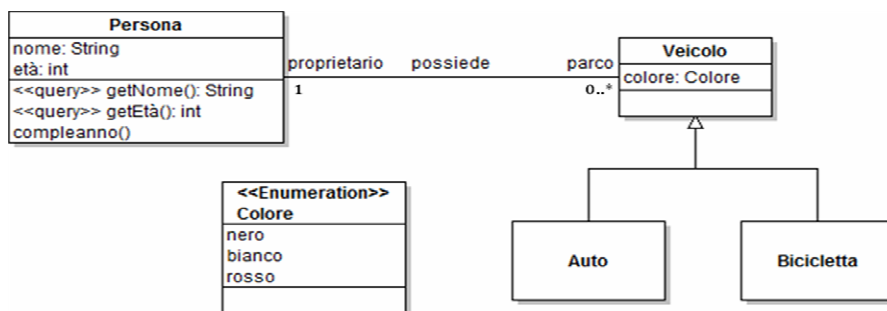 Persona
nome: String
età: int
<<query>> getNome(): String
<<query>> getEtà(): int
compleanno()
proprietario
possiede
parco
1
0..*
Veicolo
colore: Colore
<<Enumeration>>
Colore
nero
bianco
rosso
Auto
Bicicletta